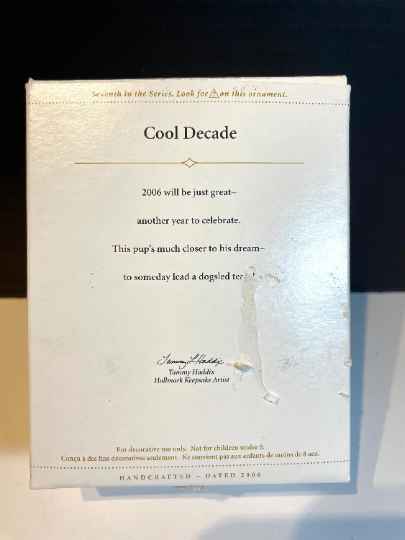 Seventh in the Series. Look for on this ornament.
Cool Decade
2006 will be just great–
another year to celebrate.
This pup's much closer to his dream–
to someday lead a dogsled
Tammy L Haddix
Tammy Haddix
Hallmark Keepsake Artist
For decorative use only. Not for children under 8.
Conçu à des fins décoratives seulement. Ne convient pas aux enfants de moins de 8 ans.
HANDCRAFTED – DATED 2006